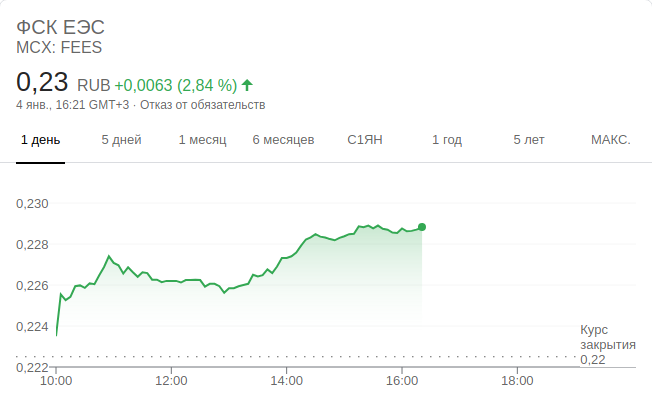 ФСК ЕЭС
MCX: FEES
0,23 RUB +0,0063 (2,84 %)
4 янв., 16:21 GMT+3 · Отказ от обязательств
1 день 5 дней 1 месяц 6 месяцев С1ЯН 1 год 5 лет МАКС.
0,230
0,228
0,226
0,224
Курс
закрытия
0,22
0,222
10:00 12:00 14:00 16:00 18:00